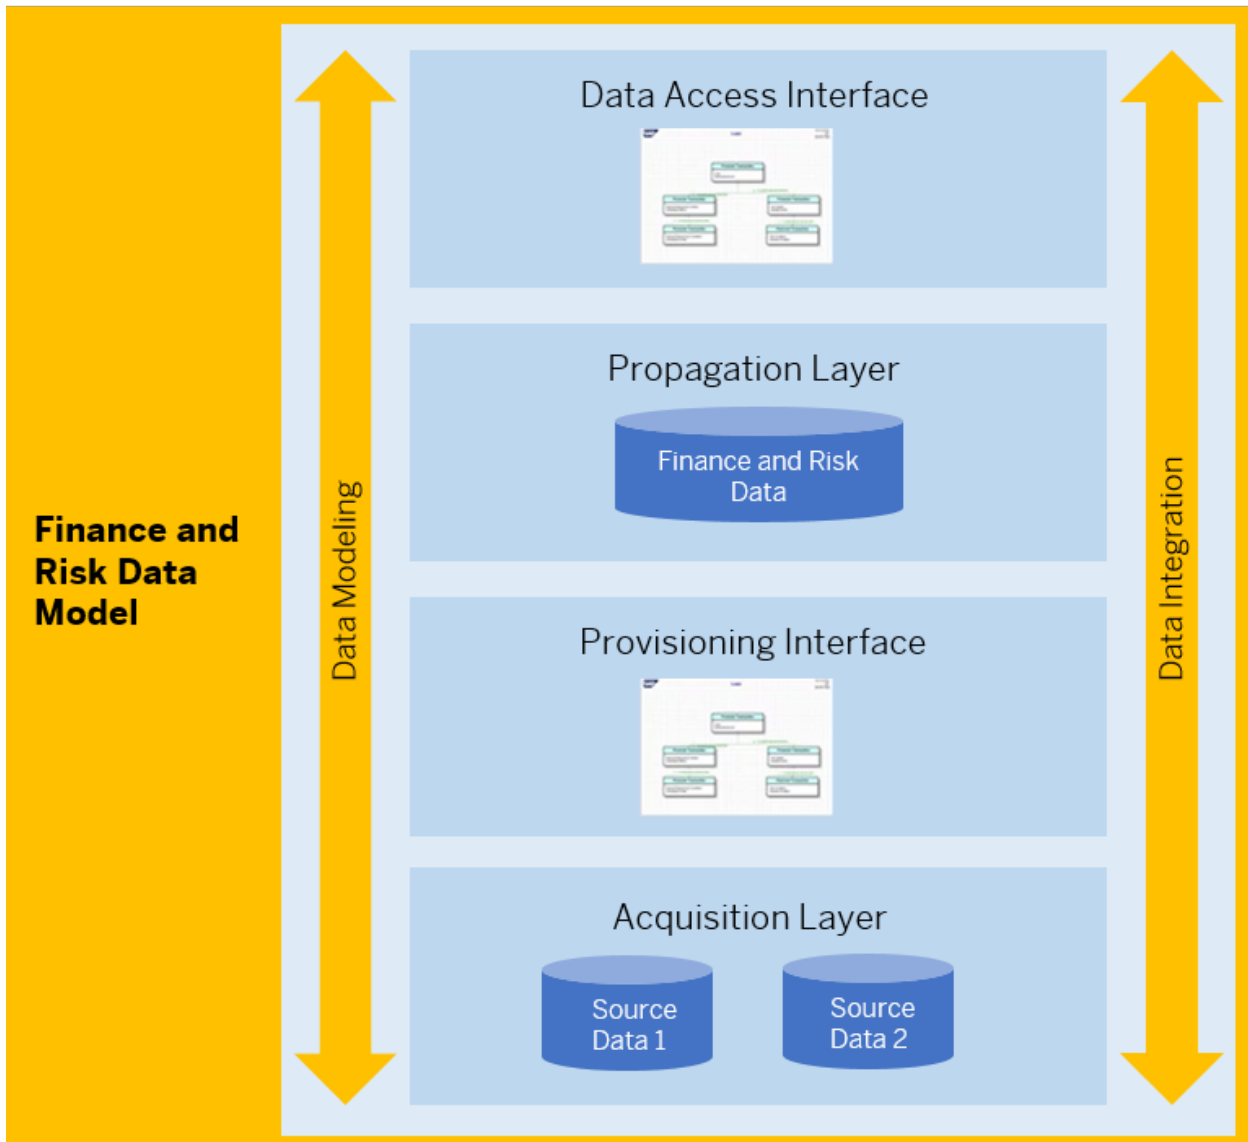 Finance and
Risk Data
Model
Data Modeling
Data Access Interface
Propagation Layer
Finance and Risk
Data
Provisioning Interface
Acquisition Layer
Source
Data 1
Source
Data 2
Data Integration